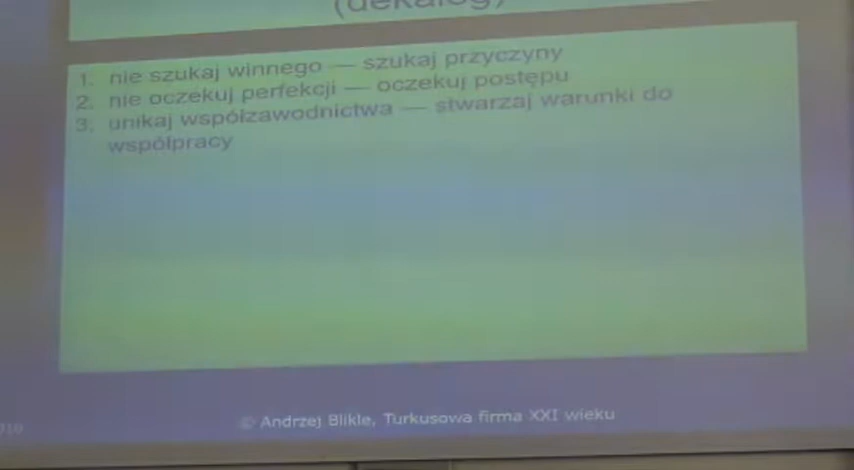 (dekalog)
1. nie szukaj winnego — szukaj przyczyny
2. nie oczekuj perfekcji — oczekuj postępu
3. unikaj współzawodnictwa — stwarzaj warunki do
współpracy
© Andrzej Blikle, Turkusowa firma XXI wieku